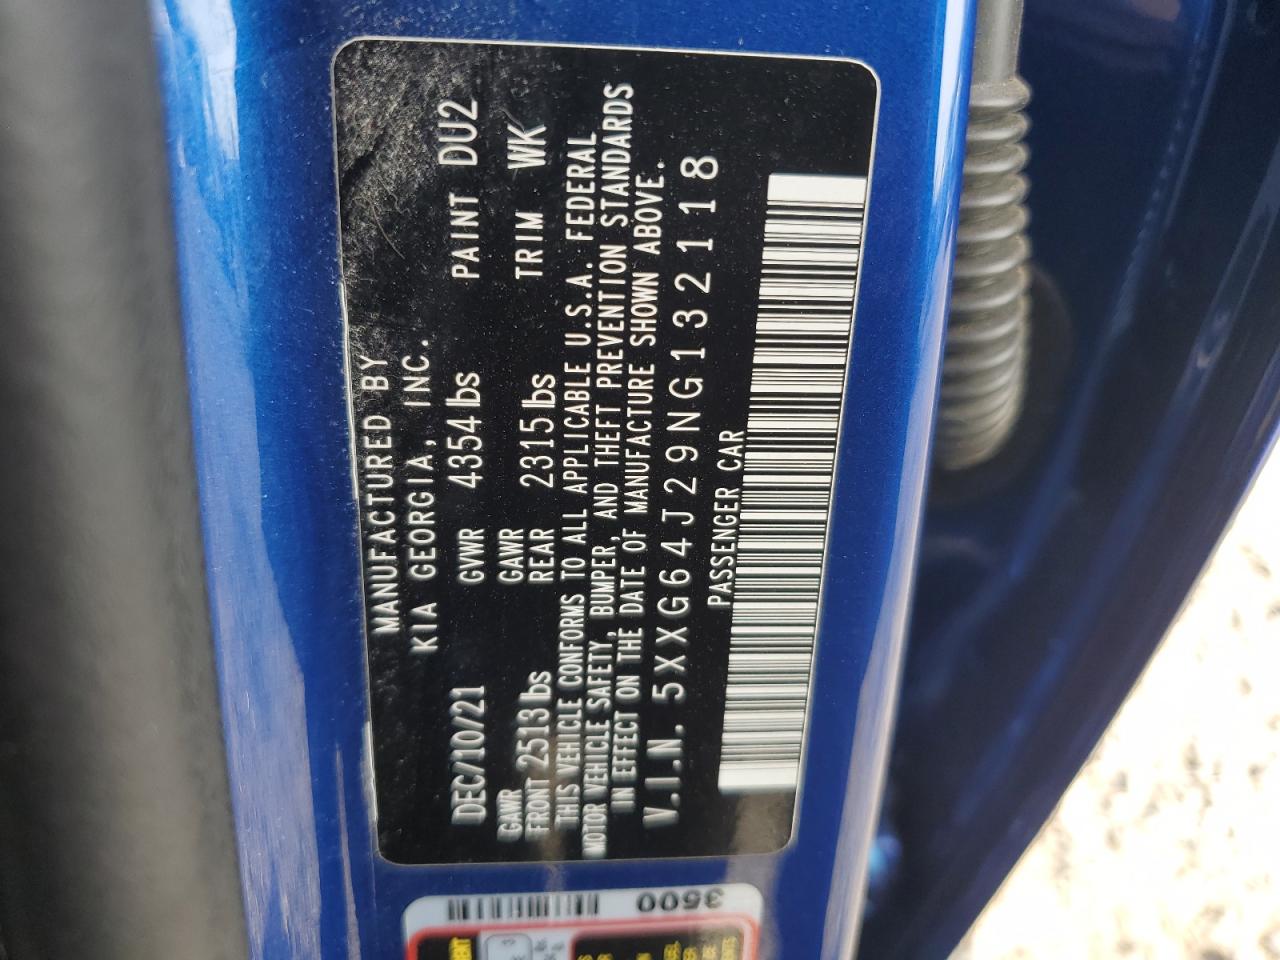 MANUFACTURED BY
KIA GEORGIA, INC.
DEC/10/21 GVWR 4354lbs PAINT DU2
GAWR FRONT 2513lbs GAWR REAR 2315lbs TRIM WK
THIS VEHICLE CONFORMS TO ALL APPLICABLE U.S.A. FEDERAL
MOTOR VEHICLE SAFETY, BUMPER, AND THEFT PREVENTION STANDARDS
IN EFFECT ON THE DATE OF MANUFACTURE SHOWN ABOVE.
V.I.N. 5XXG64J29NG132118
PASSENGER CAR
3500